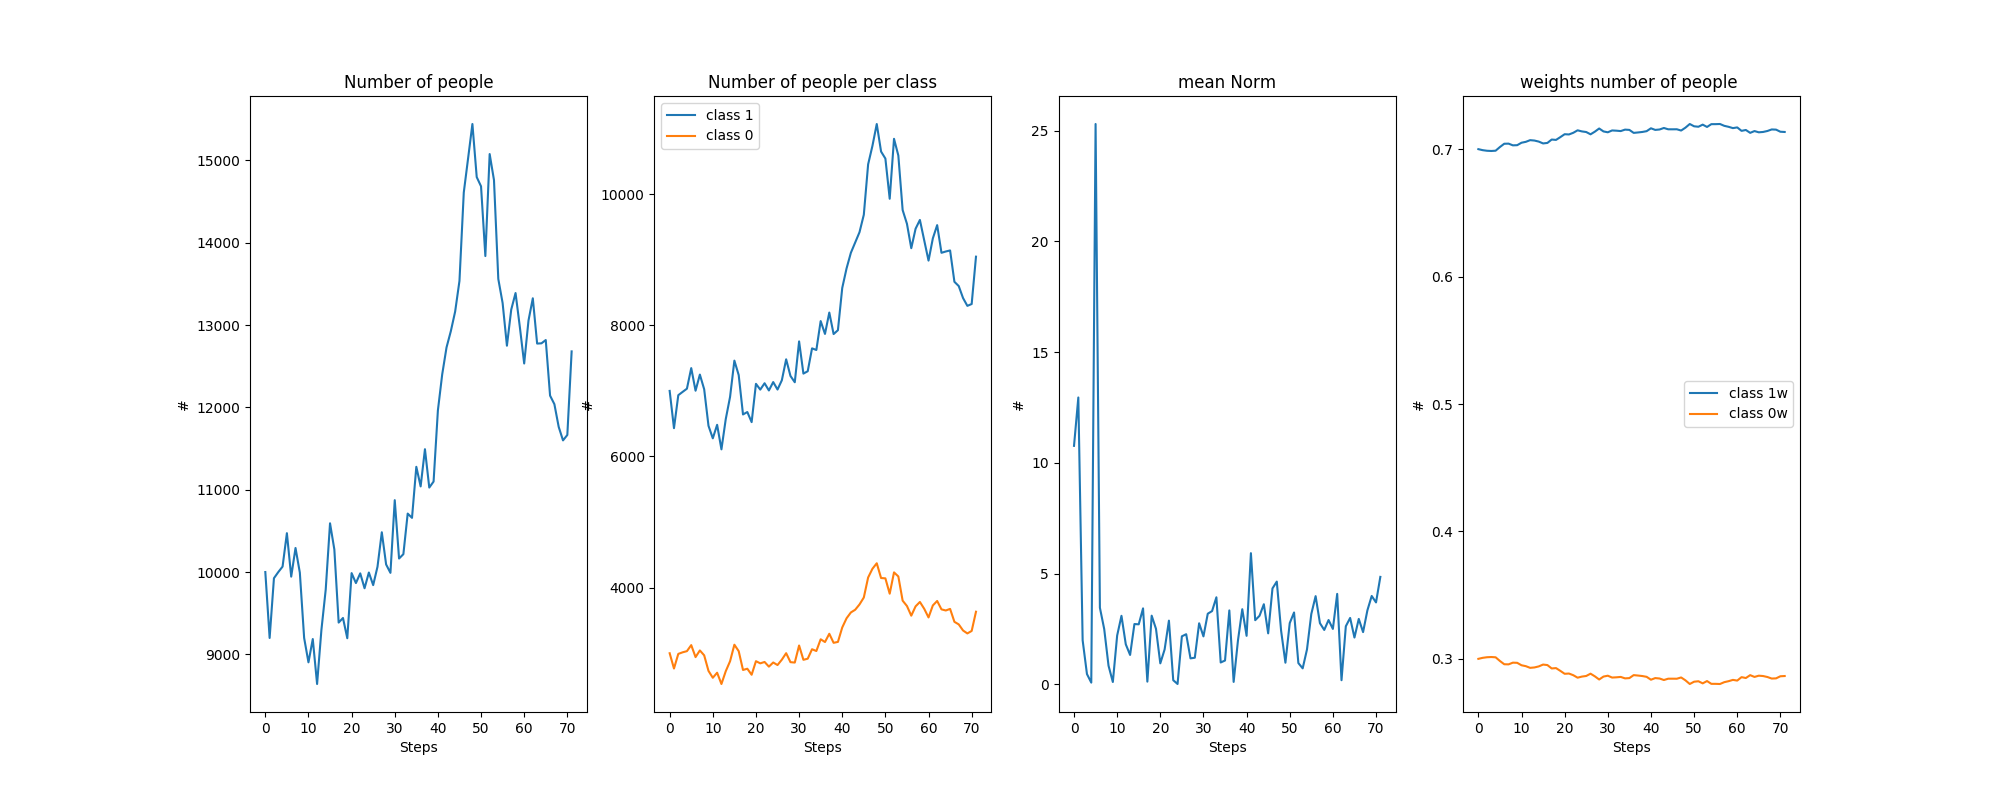 Number of people
15000
14000
13000
12000
11000
10000
9000
#
0 10 20 30 40 50 60 70
Steps
Number of people per class
class 1
class 0
10000
8000
6000
4000
#
0 10 20 30 40 50 60 70
Steps
mean Norm
25
20
15
10
5
0
#
0 10 20 30 40 50 60 70
Steps
weights number of people
0.7
0.6
0.5
0.4
0.3
#
class 1w
class 0w
0 10 20 30 40 50 60 70
Steps